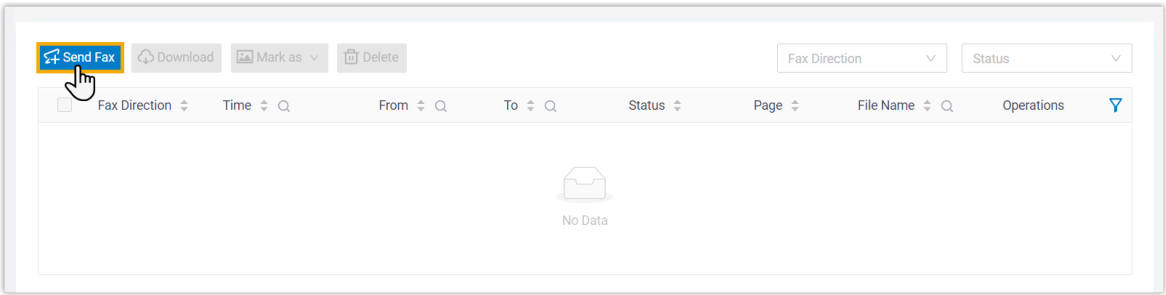 Send Fax Download Mark as Delete Fax Direction Status
Fax Direction Time From To Status Page File Name Operations
No Data